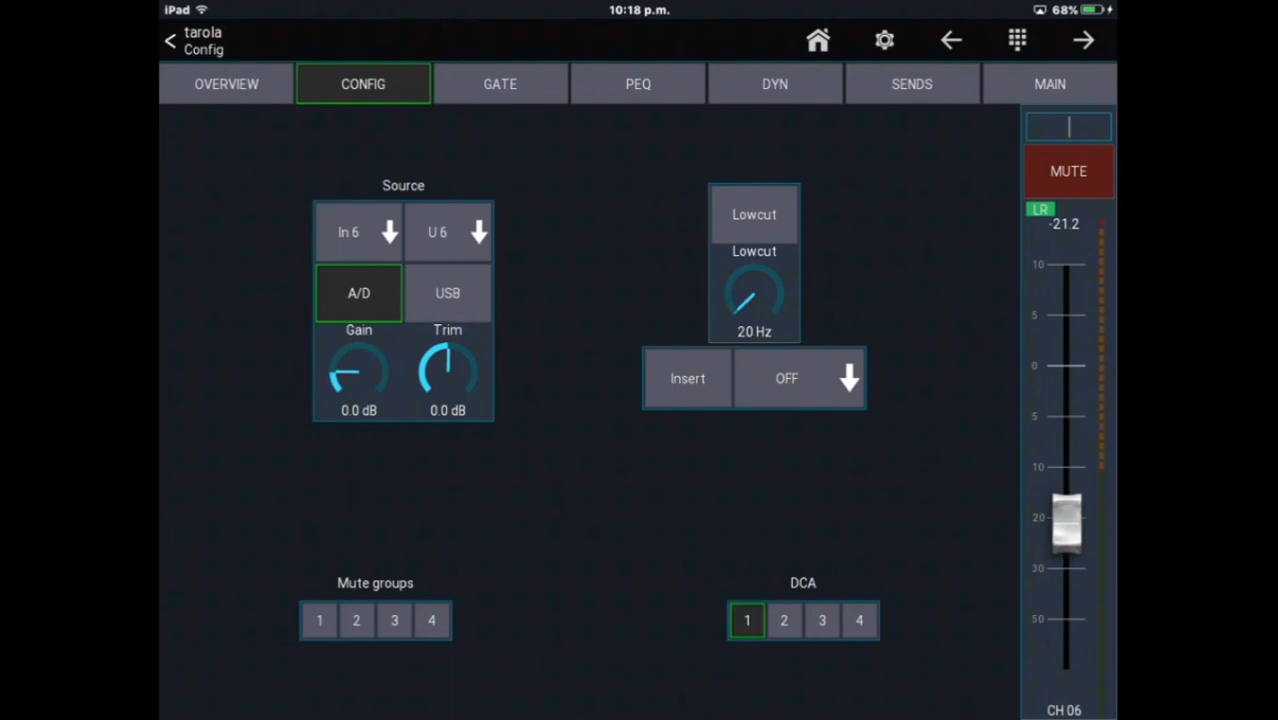 iPad
10:18 p.m.
68%
tarola
Config
OVERVIEW
CONFIG
GATE
PEQ
DYN
SENDS
MAIN
Source
In 6
U 6
A/D
USB
Gain
Trim
0.0 dB
0.0 dB
Lowcut
Lowcut
20 Hz
Insert
OFF
MUTE
LR
-21.2
10
5
0
5
10
20
30
50
CH 06
Mute groups
1
2
3
4
DCA
1
2
3
4